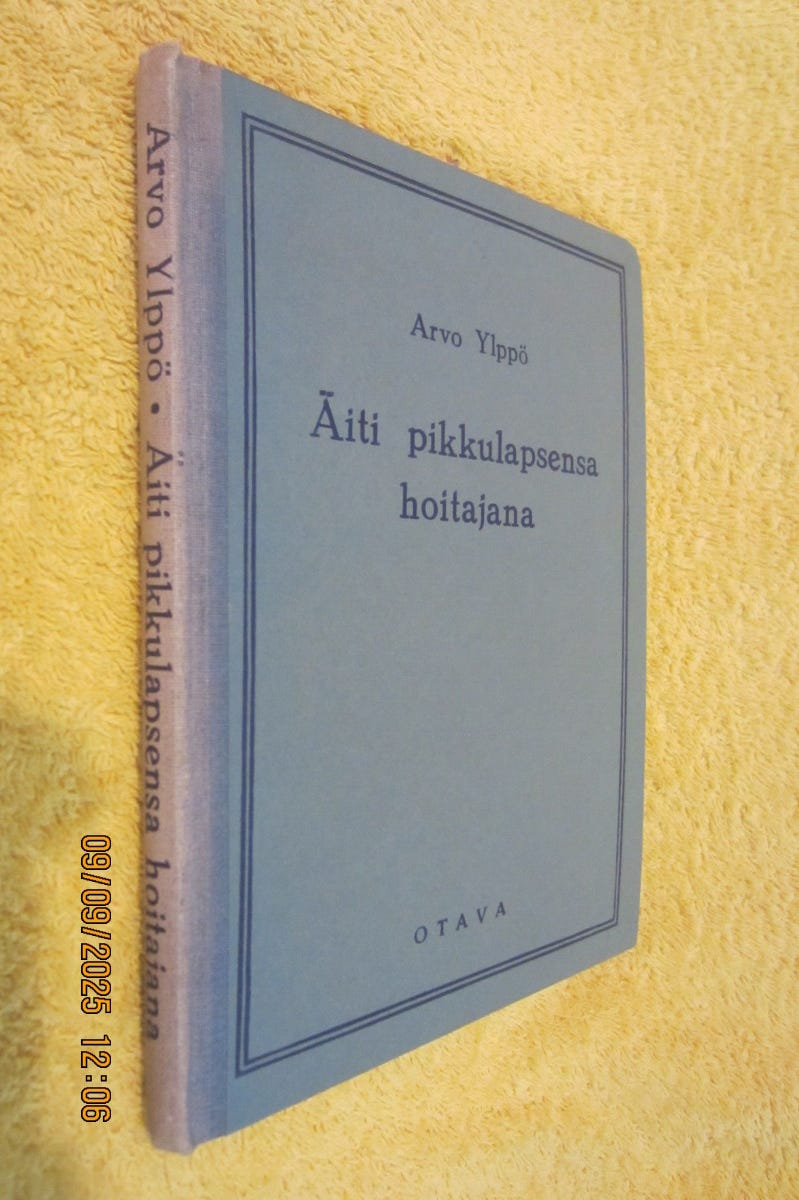 Arvo Ylppö • Äiti pikkulapsensa hoitajana
Arvo Ylppö
Äiti pikkulapsensa
hoitajana
OTAVA
09/09/2025 12:06